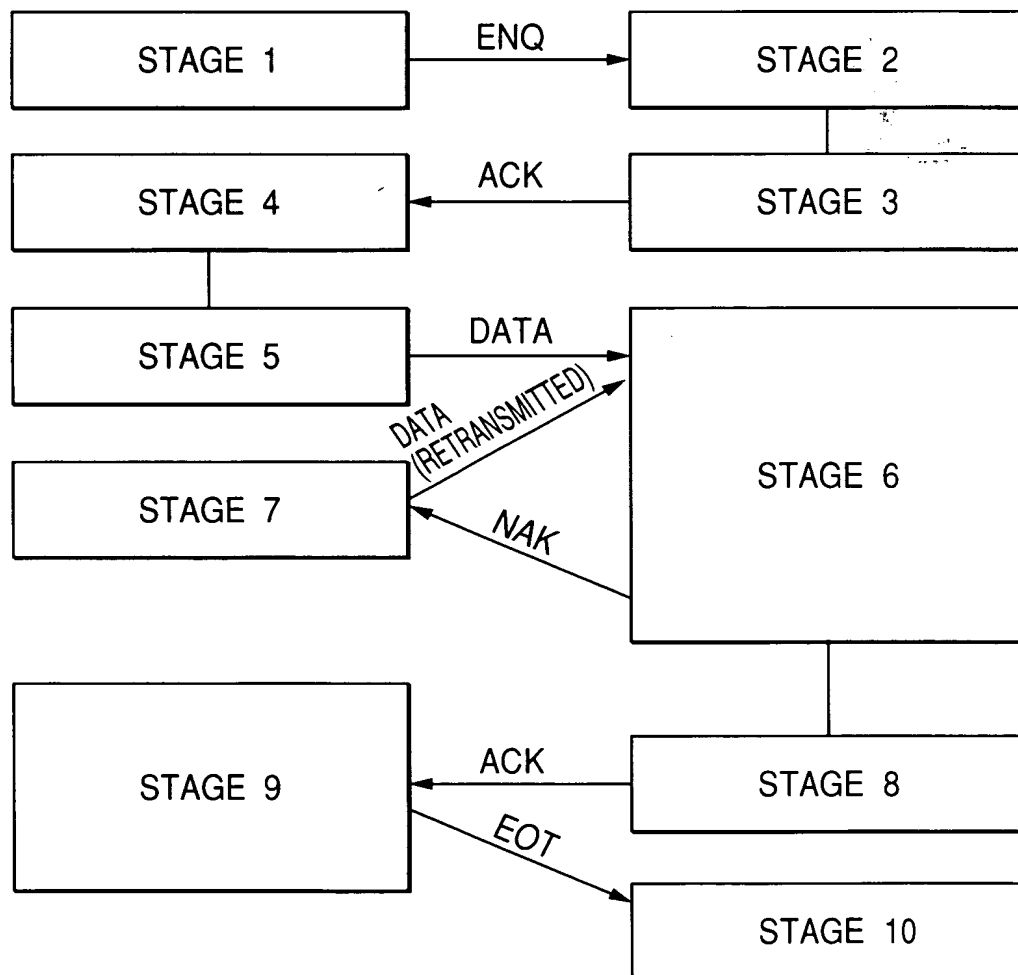 STAGE 1
ENQ
STAGE 2
STAGE 4
ACK
STAGE 3
STAGE 5
DATA
STAGE 6
DATA
(RETRANSMITTED)
STAGE 7
NAK
STAGE 9
ACK
STAGE 8
EOT
STAGE 10